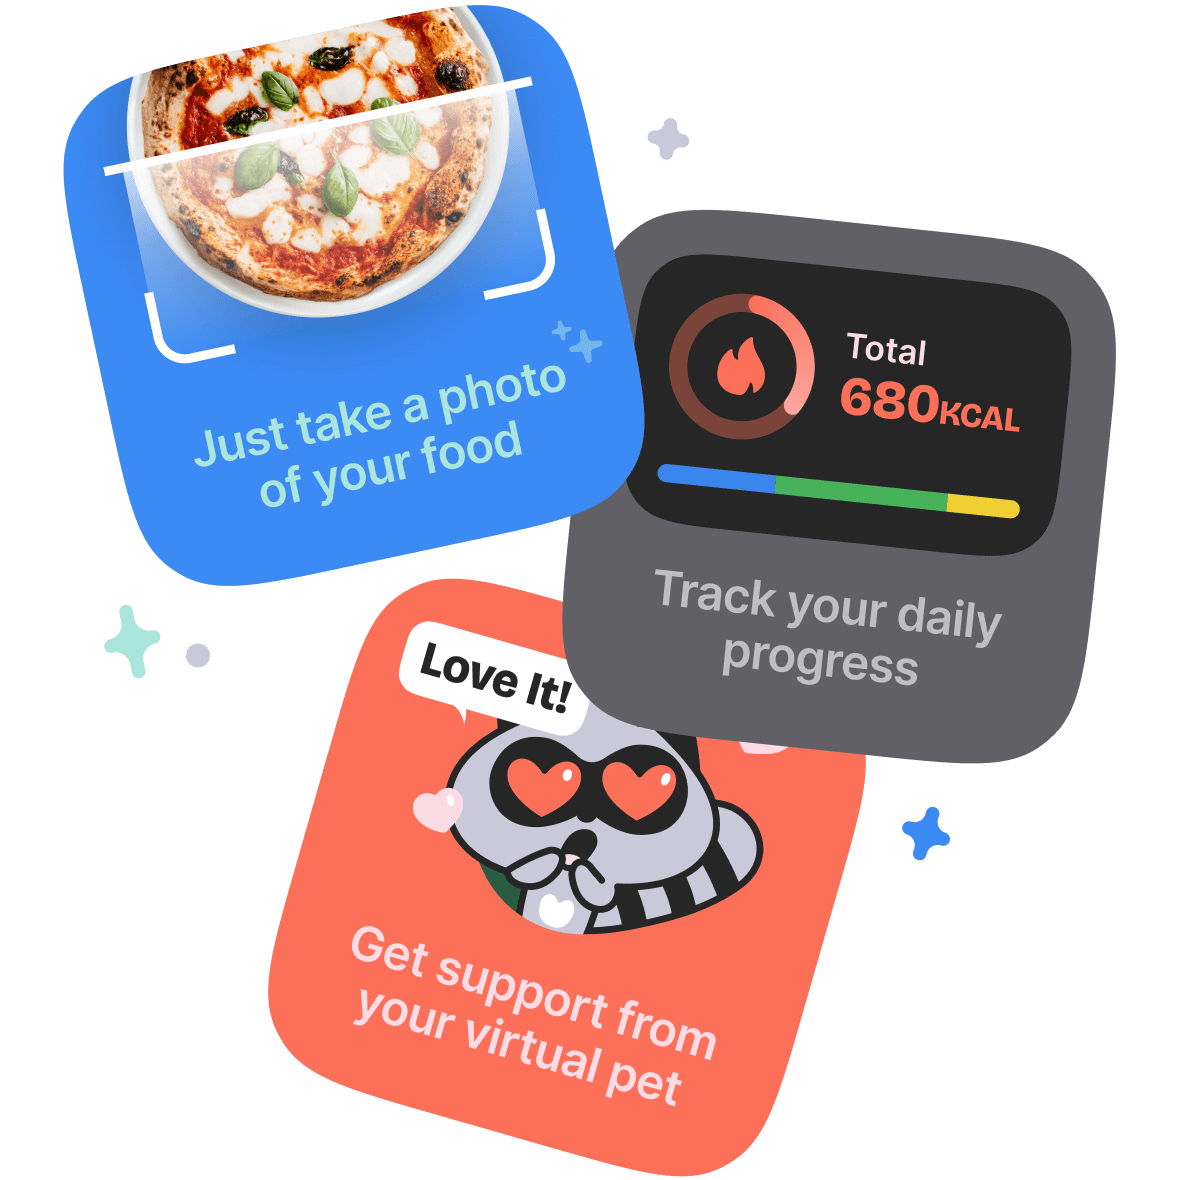 Just take a photo
of your food
Total
680KCAL
Track your daily
progress
Love It!
Get support from
your virtual pet